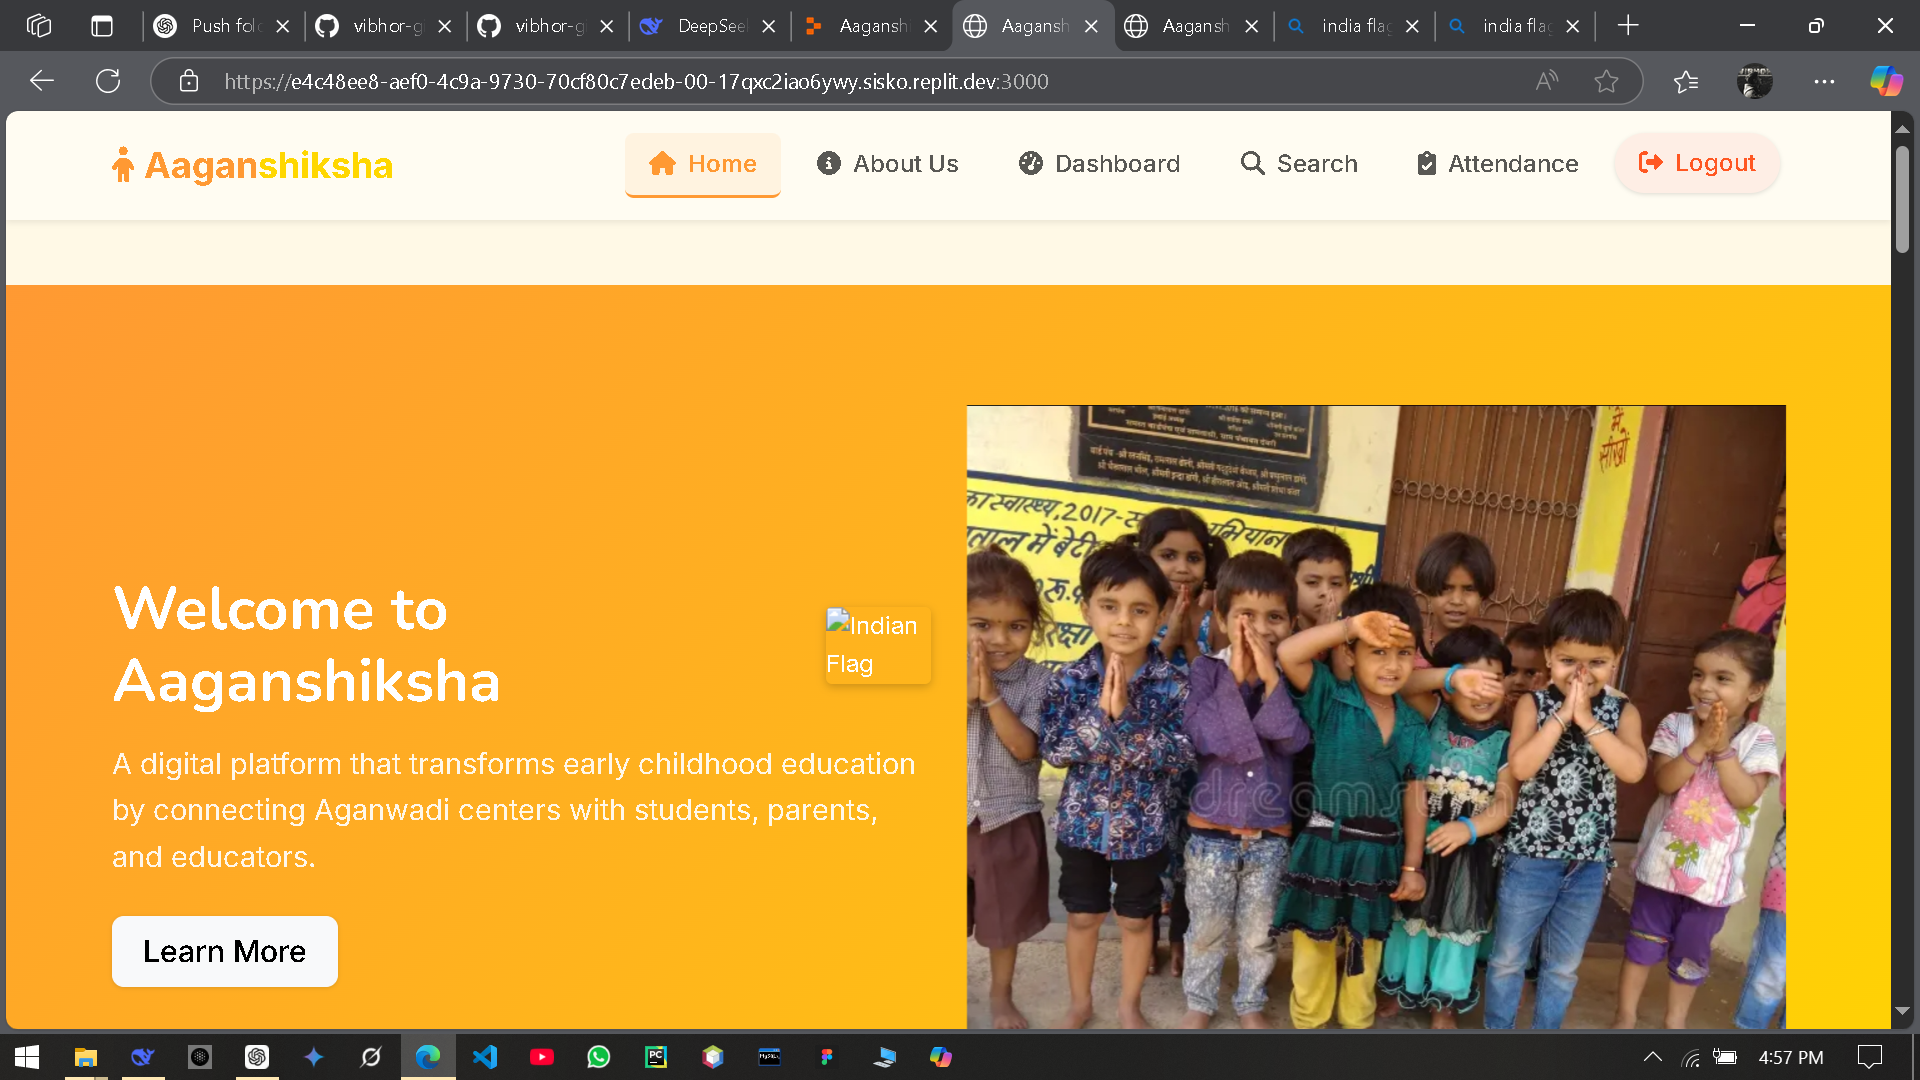 Push fol
vibhor-gi
vibhor-gi
DeepSee
Aagansh
Aagansh
Aagansh
india flag
india flag
https://e4c48ee8-aef0-4c9a-9730-70cf80c7edeb-00-17qxc2iao6ywy.sisko.replit.dev:3000
Aaganshiksha
Home
About Us
Dashboard
Search
Attendance
Logout
में
सीखों
का स्वास्थ्य,2017-
Welcome to
Aaganshiksha
Indian
Flag
A digital platform that transforms early childhood education
by connecting Aganwadi centers with students, parents,
and educators.
Learn More
dreamstime
4:57 PM